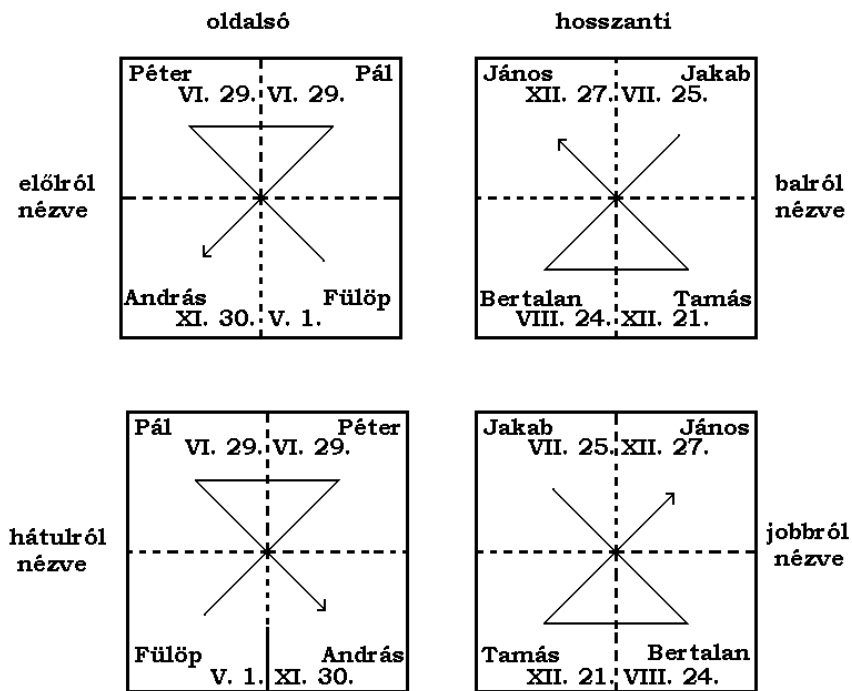 oldalsó
hosszanti
Péter Pál
VI. 29. VI. 29.
előlról
nézve
András Fülöp
XI. 30. V. 1.
János Jakab
XII. 27. VII. 25.
balról
nézve
Bertalan Tamás
VIII. 24. XII. 21.
Pál Péter
VI. 29. VI. 29.
hátulról
nézve
Fülöp András
V. 1. XI. 30.
Jakab János
VII. 25. XII. 27.
jobbról
nézve
Tamás Bertalan
XII. 21. VIII. 24.